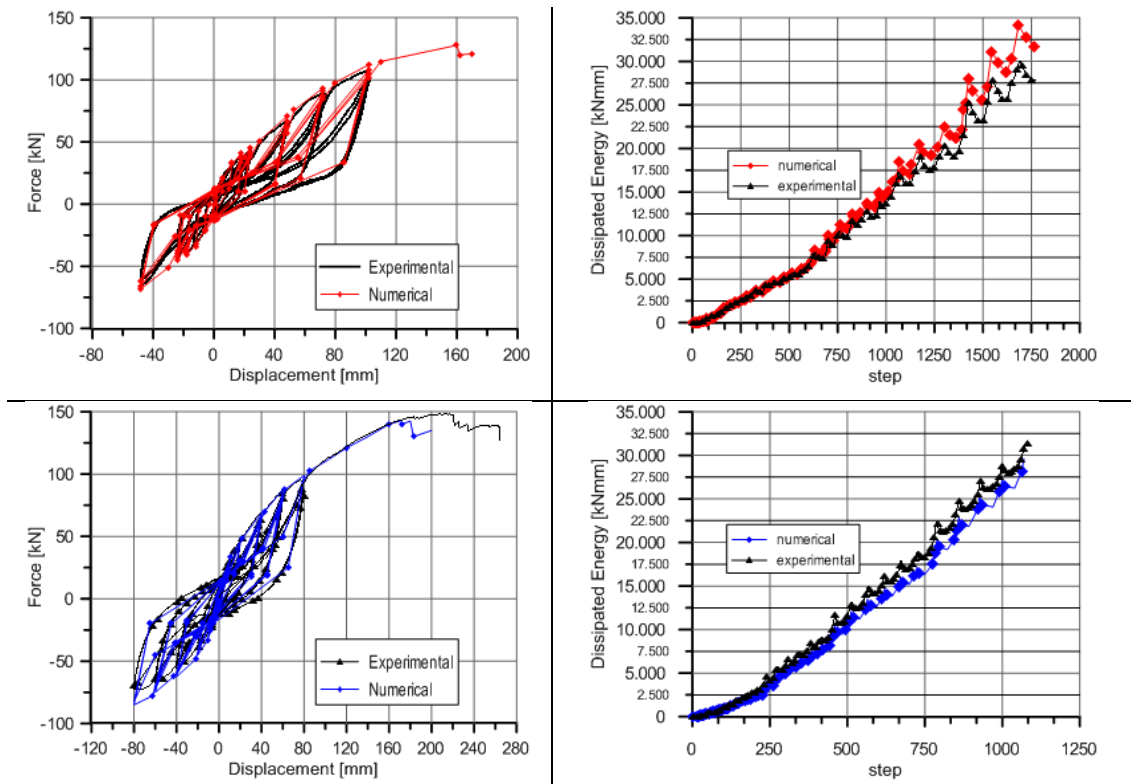 150
100
50
0
-50
-100
Force [kN]
-80 -40 0 40 80 120 160 200
Displacement [mm]
Experimental
Numerical
35.000
32.500
30.000
27.500
25.000
22.500
20.000
17.500
15.000
12.500
10.000
7.500
5.000
2.500
0
Dissipated Energy [kNmm]
0 250 500 750 1000 1250 1500 1750 2000
step
numerical
experimental
150
100
50
0
-50
-100
Force [kN]
-120 -80 -40 0 40 80 120 160 200 240 280
Displacement [mm]
Experimental
Numerical
35.000
32.500
30.000
27.500
25.000
22.500
20.000
17.500
15.000
12.500
10.000
7.500
5.000
2.500
0
Dissipated Energy [kNmm]
0 250 500 750 1000 1250
step
numerical
experimental